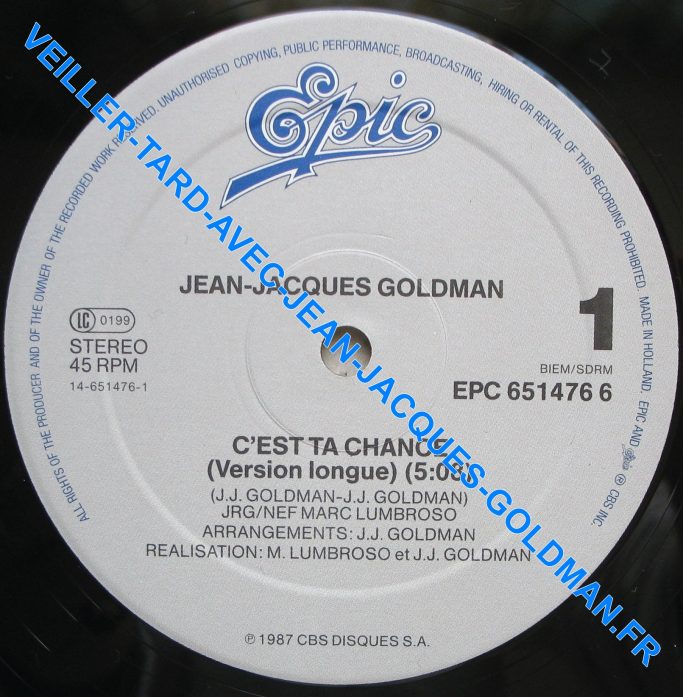 ALL RIGHTS OF THE PRODUCER AND OF THE OWNER OF THE RECORDED WORK RESERVED. UNAUTHORISED COPYING, PUBLIC PERFORMANCE, BROADCASTING, HIRING OR RENTAL OF THIS RECORDING PROHIBITED. MADE IN HOLLAND. EPIC AND Epic ® CBS INC.
Epic
JEAN-JACQUES GOLDMAN
1
LC 0199
STEREO
45 RPM
14-651476-1
BIEM/SDRM
EPC 651476 6
C'EST TA CHANCE
(Version longue)
(J.J. GOLDMAN-J.J. GOLDMAN)
JRG/NEF MARC LUMBROSO
ARRANGEMENTS: J.J. GOLDMAN
REALISATION: M. LUMBROSO et J.J. GOLDMAN
℗ 1987 CBS DISQUES S.A.
VEILLER-TARD-AVEC-JEAN-JACQUES-GOLDMAN.FR